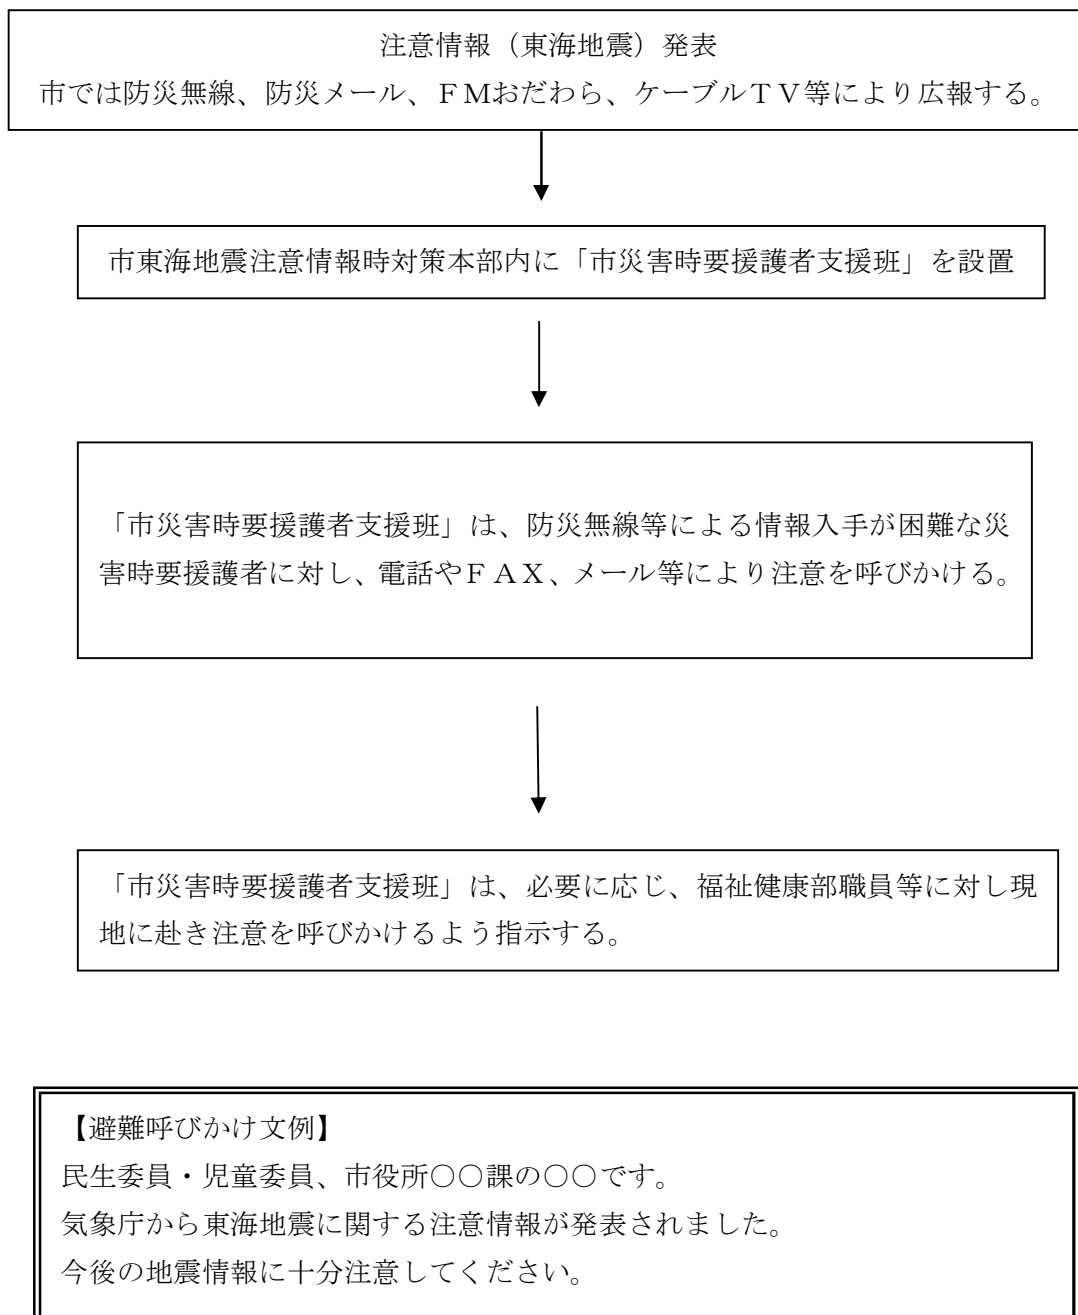 注意情報（東海地震）発表
市では防災無線、防災メール、ＦＭおだわら、ケーブルＴＶ等により広報する。
市東海地震注意情報時対策本部内に「市災害時要援護者支援班」を設置
「市災害時要援護者支援班」は、防災無線等による情報入手が困難な災
害時要援護者に対し、電話やＦＡＸ、メール等により注意を呼びかける。
「市災害時要援護者支援班」は、必要に応じ、福祉健康部職員等に対し現
地に赴き注意を呼びかけるよう指示する。
【避難呼びかけ文例】
民生委員・児童委員、市役所○○課の○○です。
気象庁から東海地震に関する注意情報が発表されました。
今後の地震情報に十分注意してください。